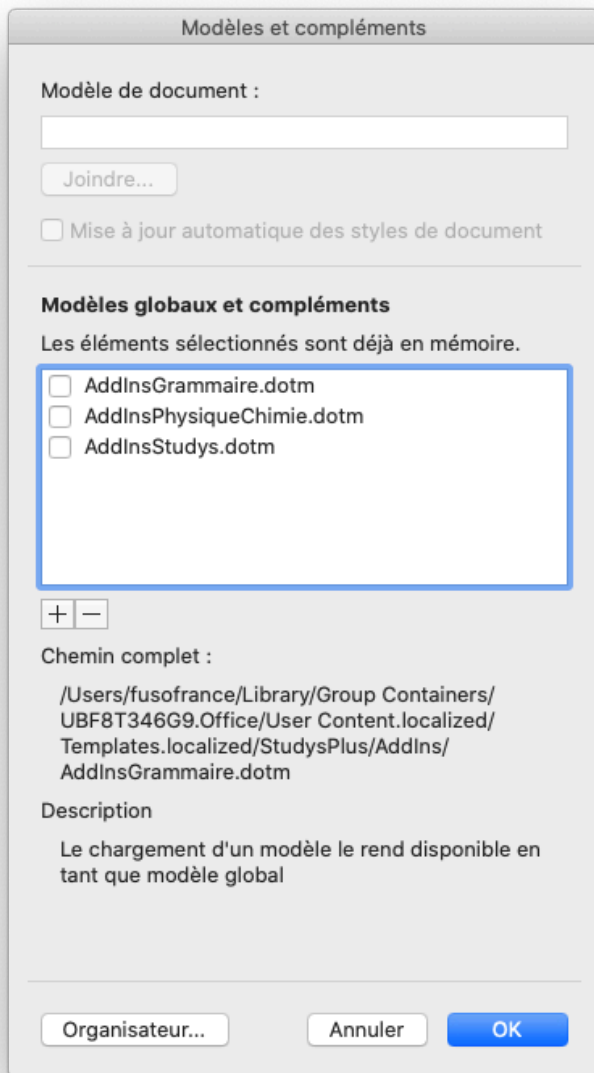 Modèles et compléments
Modèle de document :
Joindre...
Mise à jour automatique des styles de document
Modèles globaux et compléments
Les éléments sélectionnés sont déjà en mémoire.
AddInsGrammaire.dotm
AddInsPhysiqueChimie.dotm
AddInsStudys.dotm
+ −
Chemin complet :
/Users/fusofrance/Library/Group Containers/
UBF8T346G9.Office/User Content.localized/
Templates.localized/StudysPlus/AddIns/
AddInsGrammaire.dotm
Description
Le chargement d'un modèle le rend disponible en
tant que modèle global
Organisateur... Annuler OK